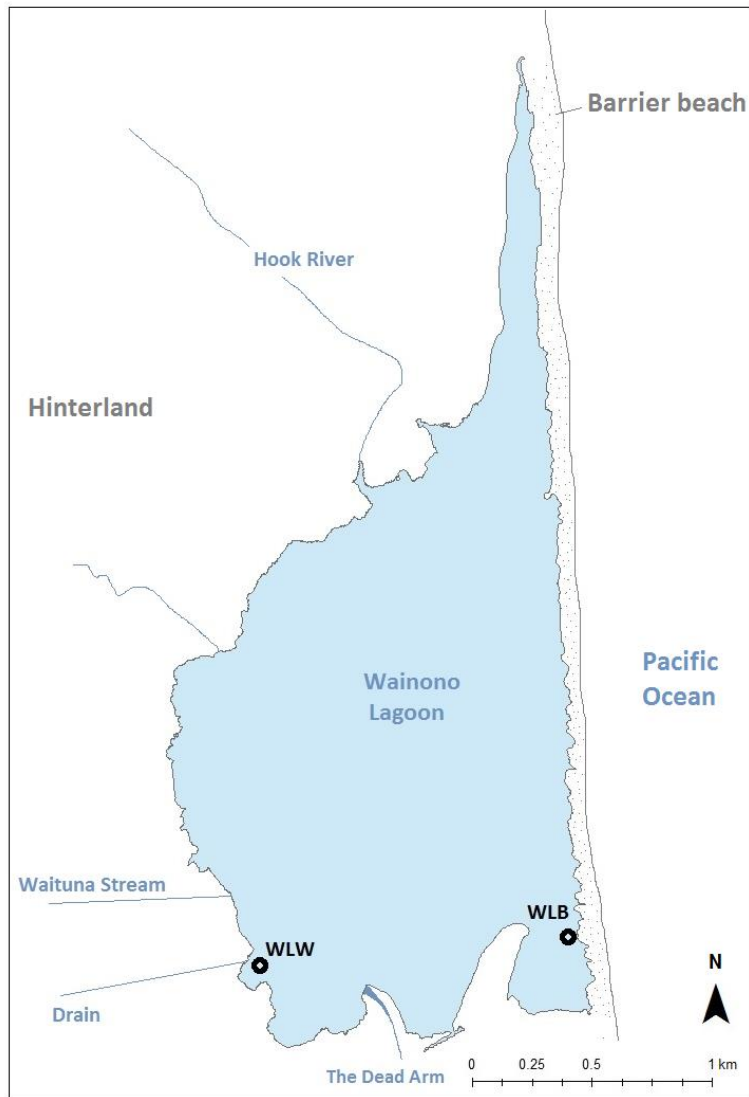 Barrier beach
Hook River
Hinterland
Pacific
Ocean
Wainono
Lagoon
Waituna Stream
WLB
WLW
N
Drain
The Dead Arm
0 0.25 0.5 1 km